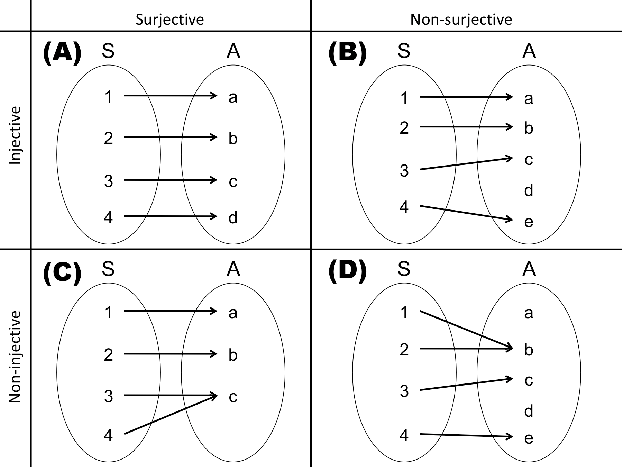 Surjective Non-surjective
Injective
(A) S A
1 a
2 b
3 c
4 d
(B) S A
1 a
2 b
3 c
d
4 e
Non-injective
(C) S A
1 a
2 b
3 c
4
(D) S A
1 a
2 b
3 c
d
4 e